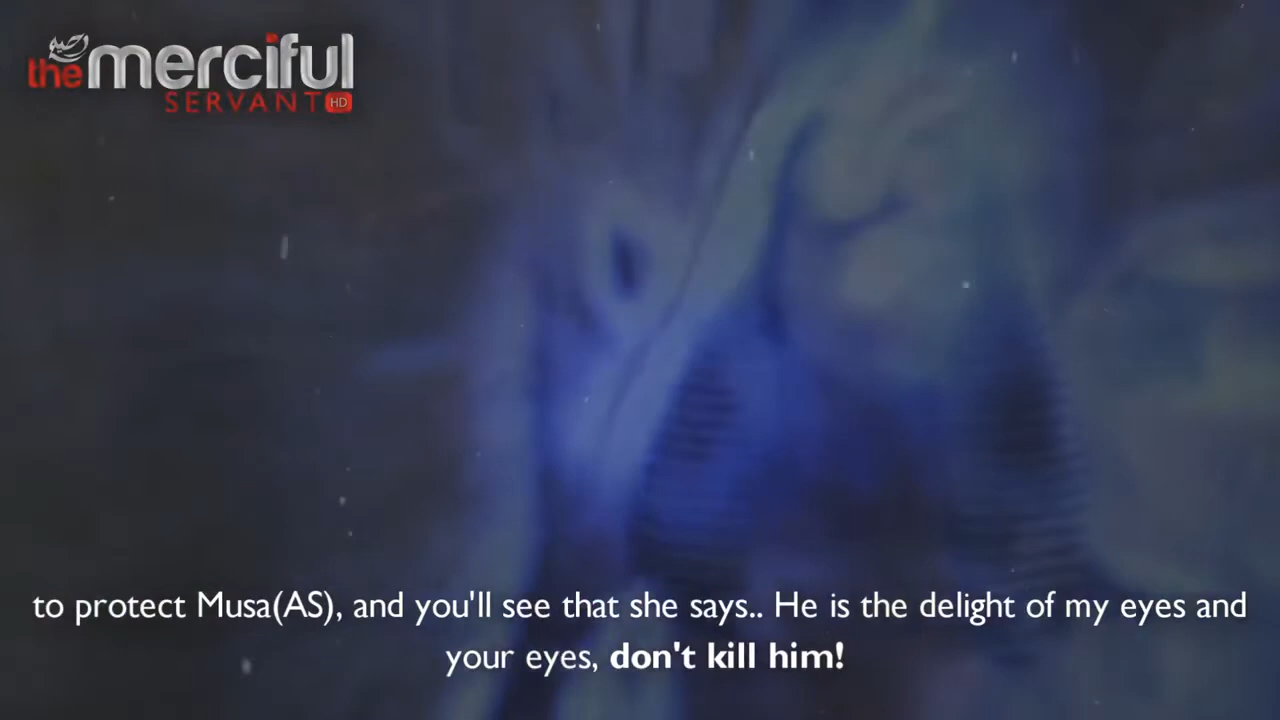 the merciful
SERVANT HD
to protect Musa(AS), and you'll see that she says.. He is the delight of my eyes and
your eyes, don't kill him!